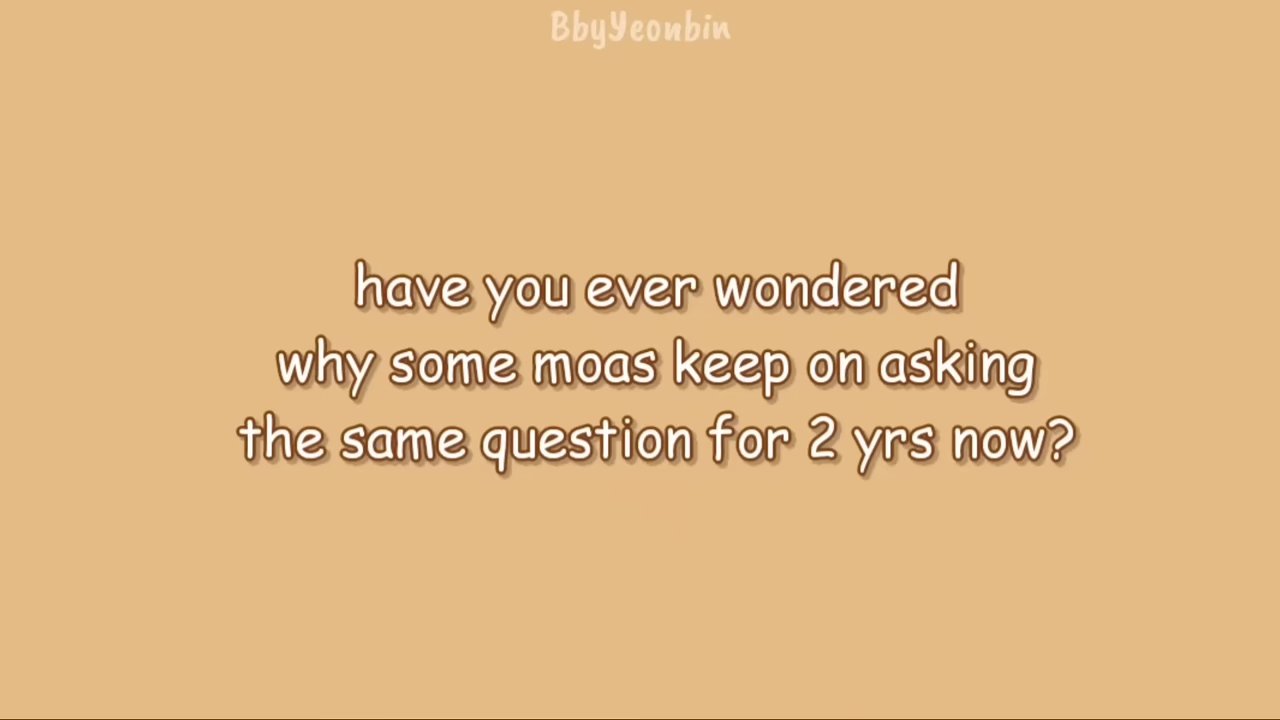 BbyYeonbin
have you ever wondered
why some moas keep on asking
the same question for 2 yrs now?